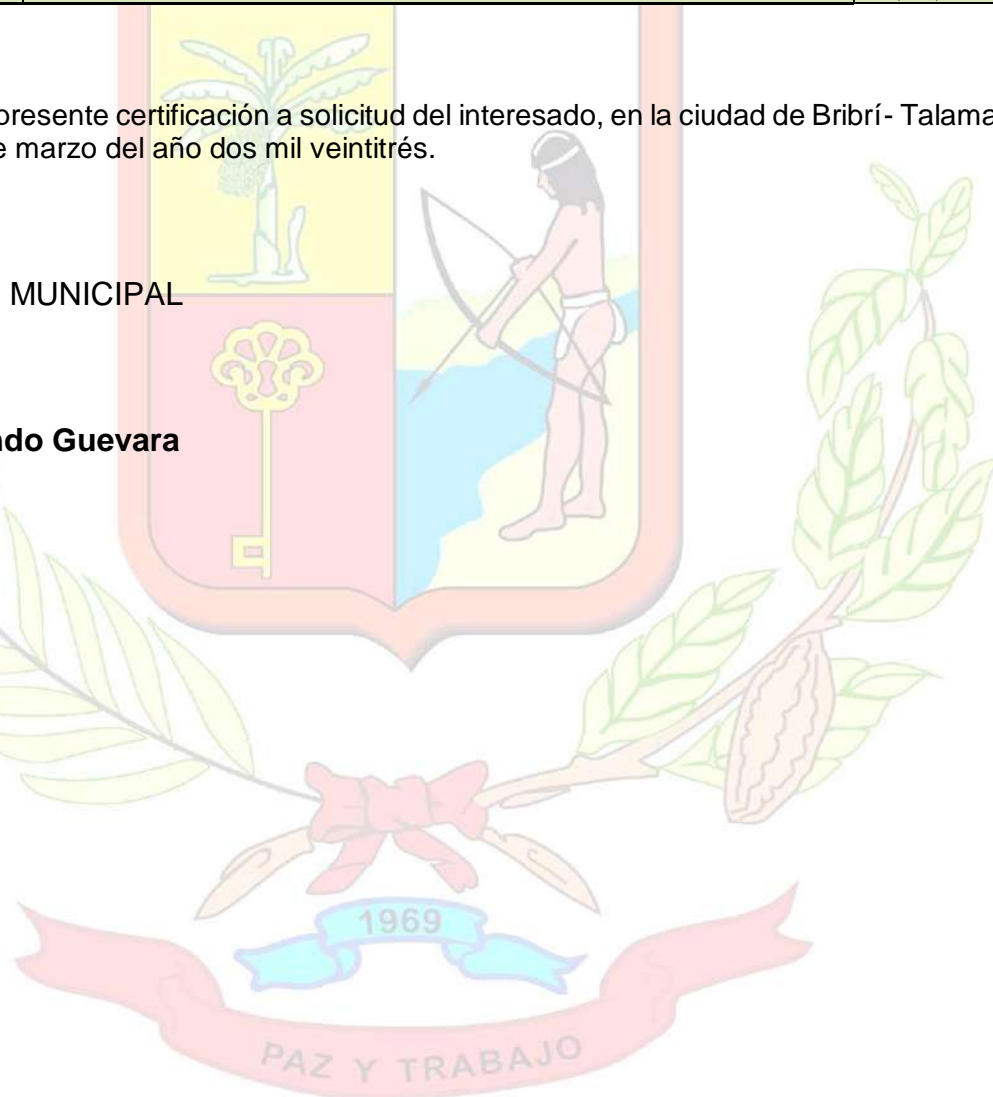 presente certificación a solicitud del interesado, en la ciudad de Bribrí- Talama
e marzo del año dos mil veintitrés.
MUNICIPAL
ndo Guevara
1969
PAZ Y TRABAJO